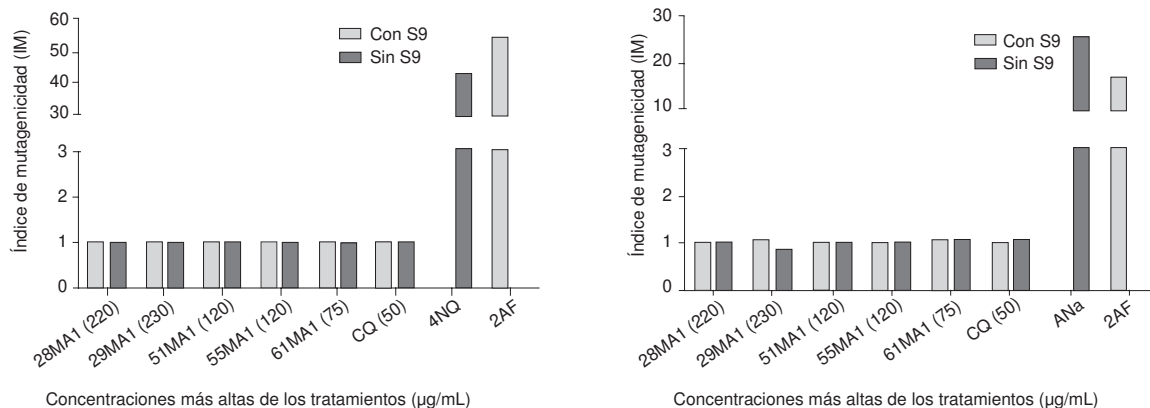 Índice de mutagenicidad (IM)
60
50
40
30
3
2
1
0
Con S9
Sin S9
28MA1 (220)
29MA1 (230)
51MA1 (120)
55MA1 (120)
61MA1 (75)
CQ (50)
4NQ
2AF
Concentraciones más altas de los tratamientos (µg/mL)
Índice de mutagenicidad (IM)
30
20
10
3
2
1
0
Con S9
Sin S9
28MA1 (220)
29MA1 (230)
51MA1 (120)
55MA1 (120)
61MA1 (75)
CQ (50)
ANa
2AF
Concentraciones más altas de los tratamientos (µg/mL)